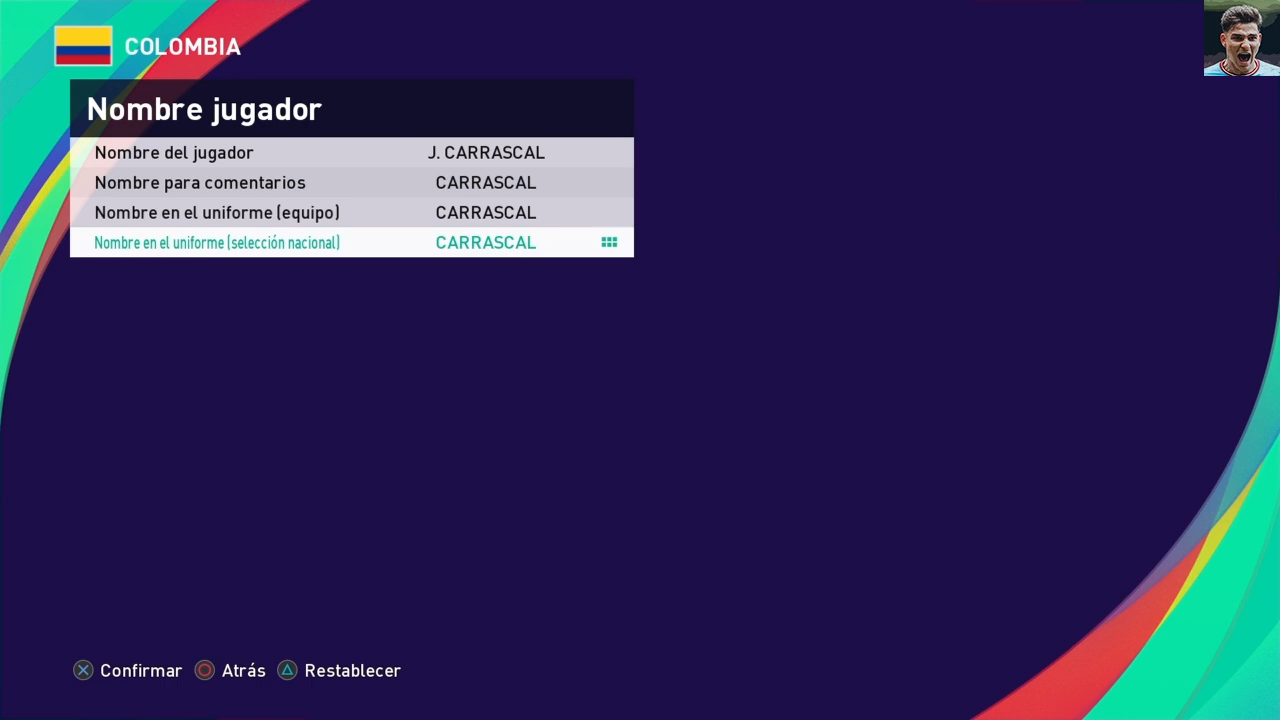 COLOMBIA
Nombre jugador
Nombre del jugador J. CARRASCAL
Nombre para comentarios CARRASCAL
Nombre en el uniforme (equipo) CARRASCAL
Nombre en el uniforme (selección nacional) CARRASCAL
Confirmar Atrás Restablecer